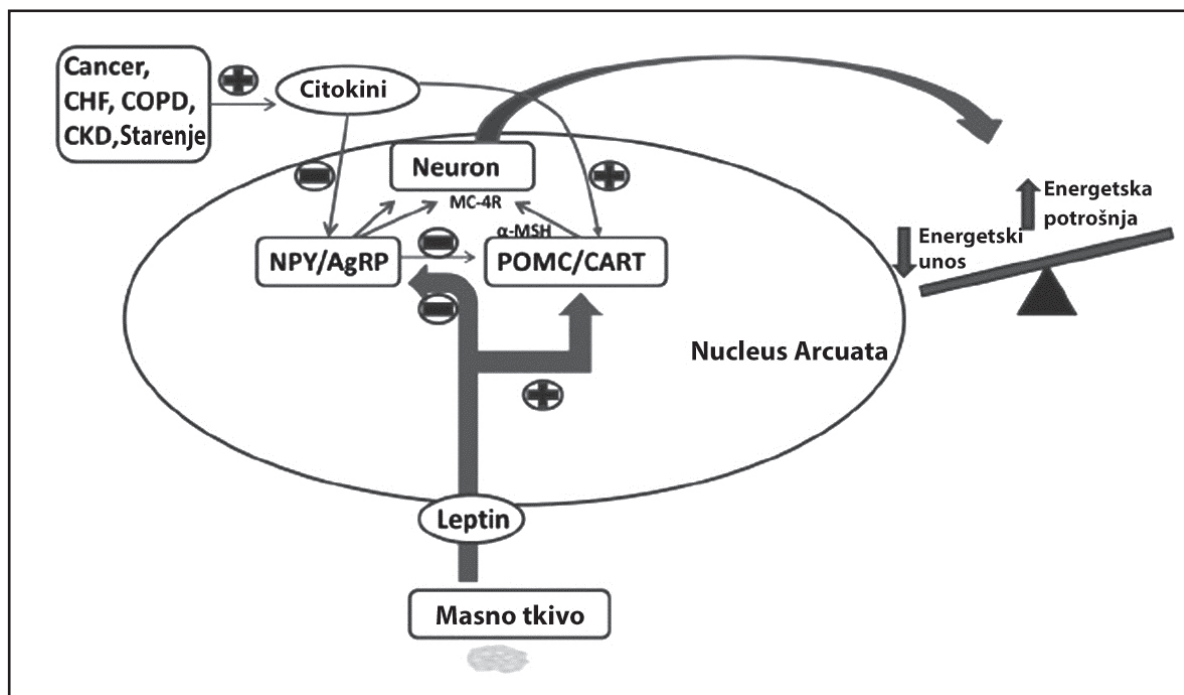 Cancer,
CHF, COPD,
CKD,Starenje
Citokini
Neuron
MC-4R
α-MSH
NPY/AgRP
POMC/CART
Energetska
potrošnja
Energetski
unos
Nucleus Arcuata
Leptin
Masno tkivo